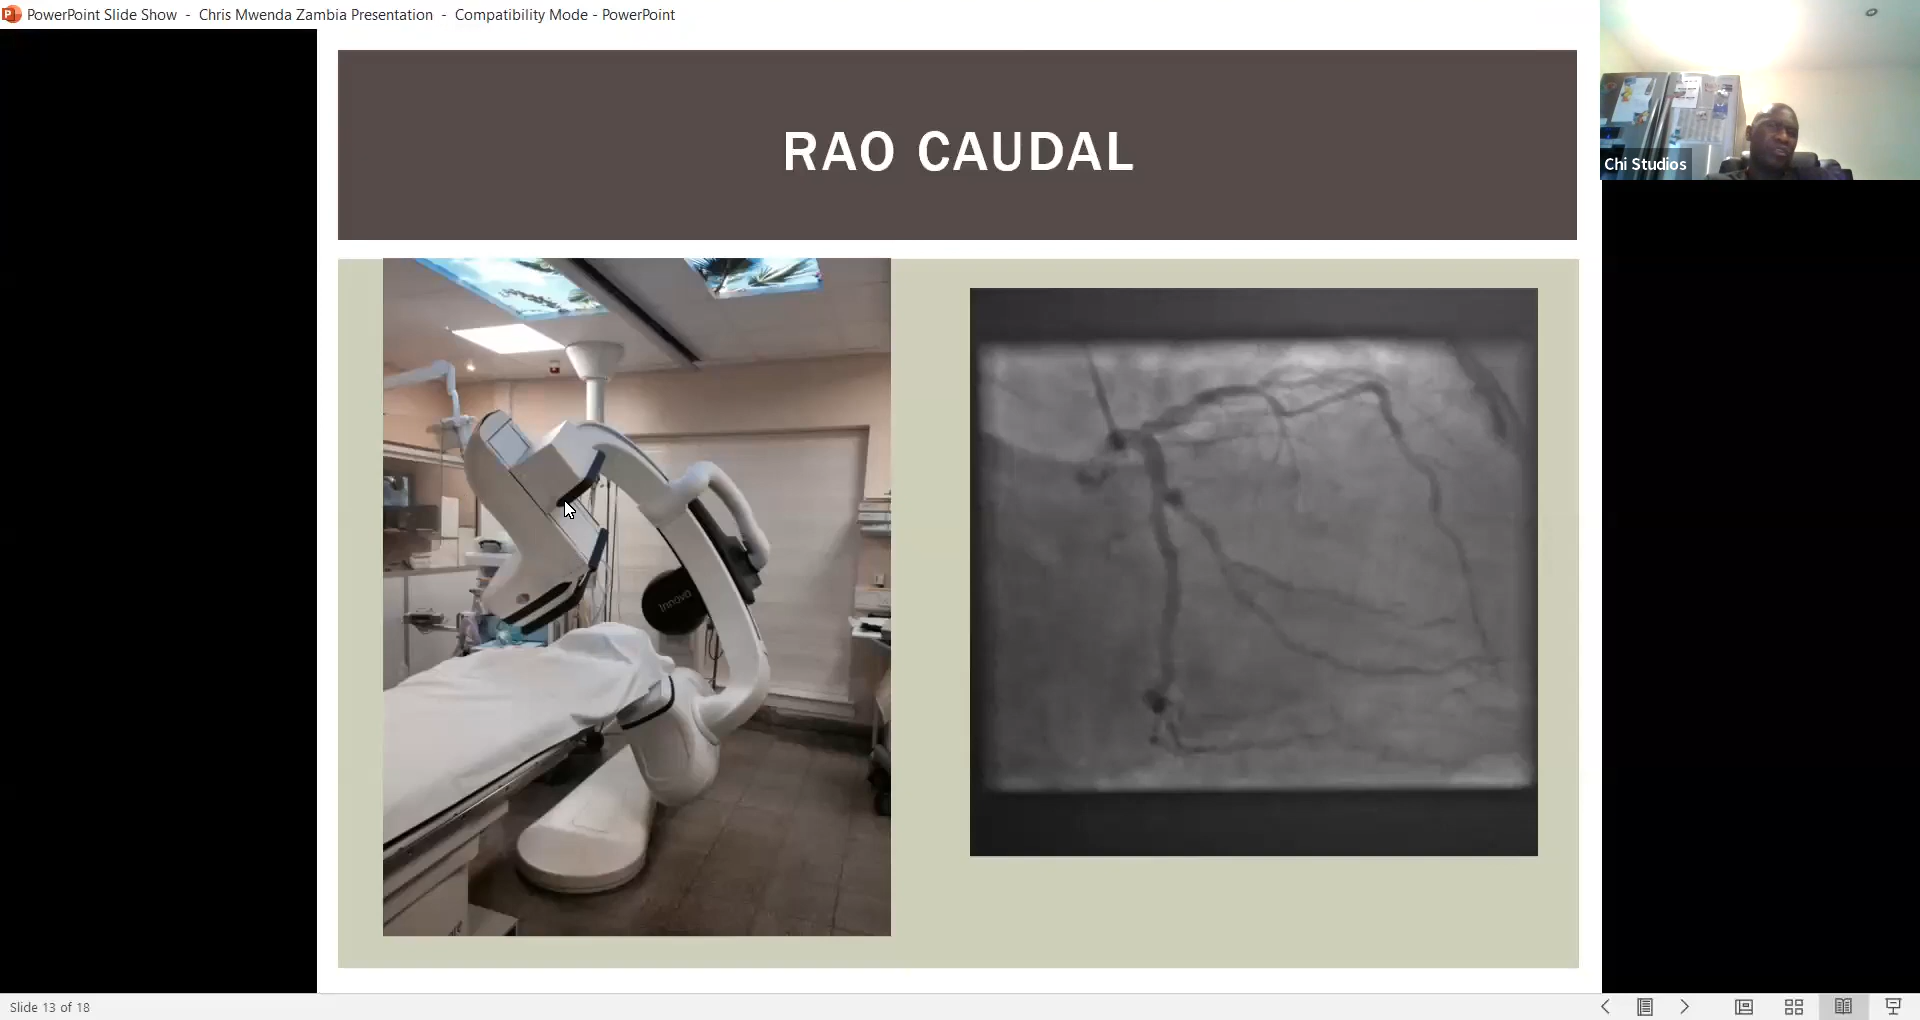 PowerPoint Slide Show - Chris Mwenda Zambia Presentation - Compatibility Mode - PowerPoint
RAO CAUDAL
Chi Studios
Innova
Slide 13 of 18